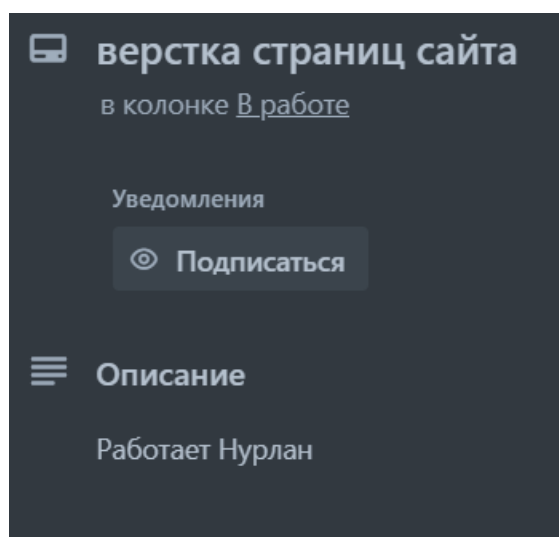 верстка страниц сайта
в колонке В работе
Уведомления
Подписаться
Описание
Работает Нурлан